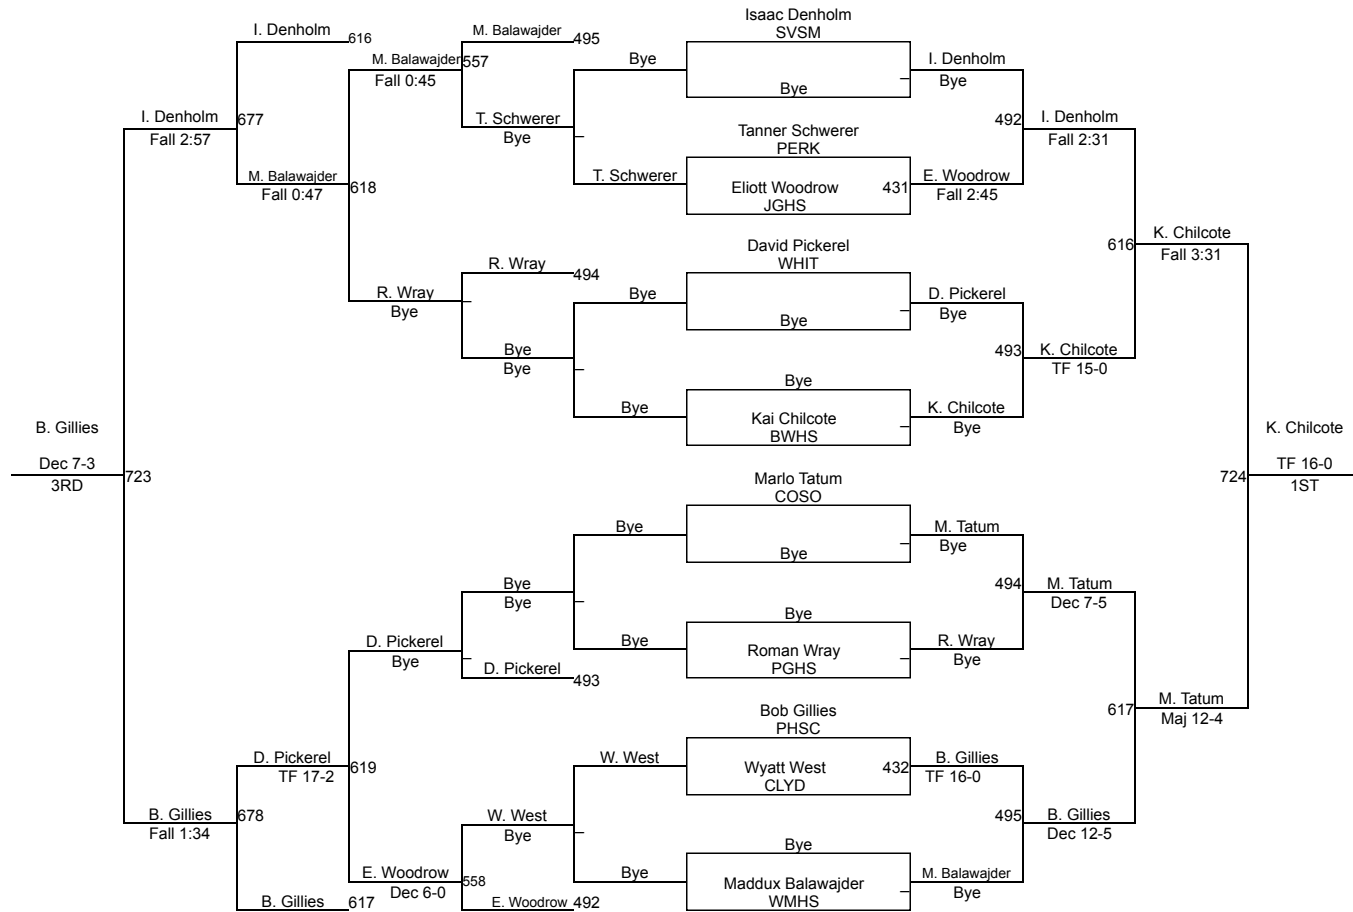 Isaac Denholm
SVSM
I. Denholm
616
M. Balawajder
495
Bye
I. Denholm
M. Balawajder
557
Fall 0:45
Bye
Bye
I. Denholm
677
T. Schwerer
492
I. Denholm
Fall 2:57
Bye
Tanner Schwerer
PERK
Fall 2:31
M. Balawajder
618
T. Schwerer
Eliott Woodrow
431
E. Woodrow
Fall 0:47
JGHS
Fall 2:45
K. Chilcote
David Pickerel
616
Fall 3:31
R. Wray
494
WHIT
R. Wray
Bye
D. Pickerel
Bye
Bye
Bye
Bye
493
K. Chilcote
Bye
TF 15-0
Bye
Bye
Kai Chilcote
K. Chilcote
B. Gillies
BWHS
Bye
K. Chilcote
Dec 7-3
723
724
TF 16-0
3RD
Marlo Tatum
1ST
COSO
Bye
M. Tatum
Bye
Bye
Bye
494
M. Tatum
Bye
Dec 7-5
Bye
D. Pickerel
Bye
Roman Wray
R. Wray
Bye
D. Pickerel
493
PGHS
Bye
M. Tatum
Bob Gillies
617
Maj 12-4
PHSC
D. Pickerel
619
W. West
Wyatt West
432
B. Gillies
TF 17-2
CLYD
TF 16-0
B. Gillies
678
W. West
495
B. Gillies
Fall 1:34
Bye
Dec 12-5
Bye
E. Woodrow
558
Bye
Maddux Balawajder
M. Balawajder
Dec 6-0
WMHS
Bye
B. Gillies
617
E. Woodrow
492